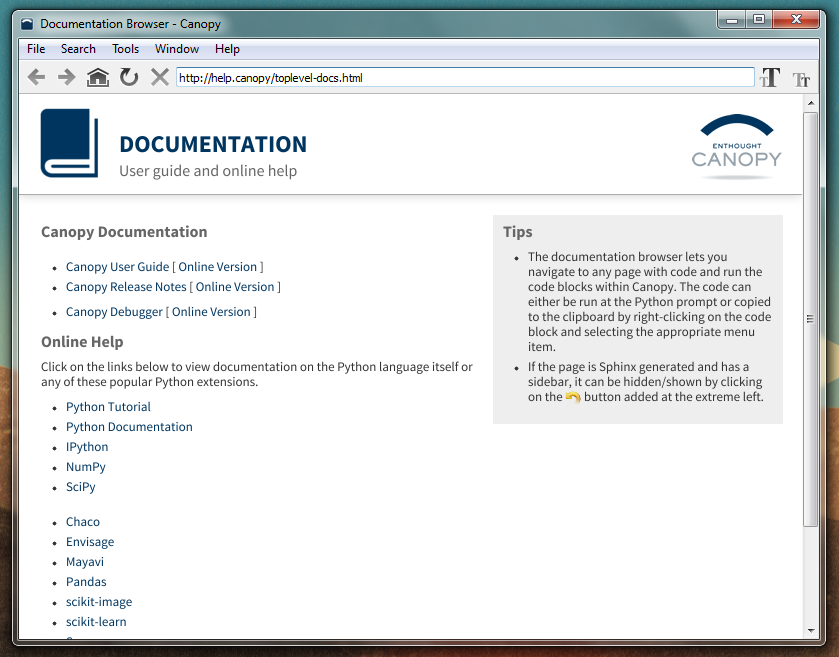 Documentation Browser - Canopy
File Search Tools Window Help
http://help.canopy/toplevel-docs.html
DOCUMENTATION
User guide and online help
ENTHOUGHT
CANOPY
Canopy Documentation
Canopy User Guide [ Online Version ]
Canopy Release Notes [ Online Version ]
Canopy Debugger [ Online Version ]
Online Help
Click on the links below to view documentation on the Python language itself or
any of these popular Python extensions.
Python Tutorial
Python Documentation
IPython
NumPy
SciPy
Chaco
Envisage
Mayavi
Pandas
scikit-image
scikit-learn
Tips
The documentation browser lets you
navigate to any page with code and run the
code blocks within Canopy. The code can
either be run at the Python prompt or copied
to the clipboard by right-clicking on the code
block and selecting the appropriate menu
item.
If the page is Sphinx generated and has a
sidebar, it can be hidden/shown by clicking
on the button added at the extreme left.